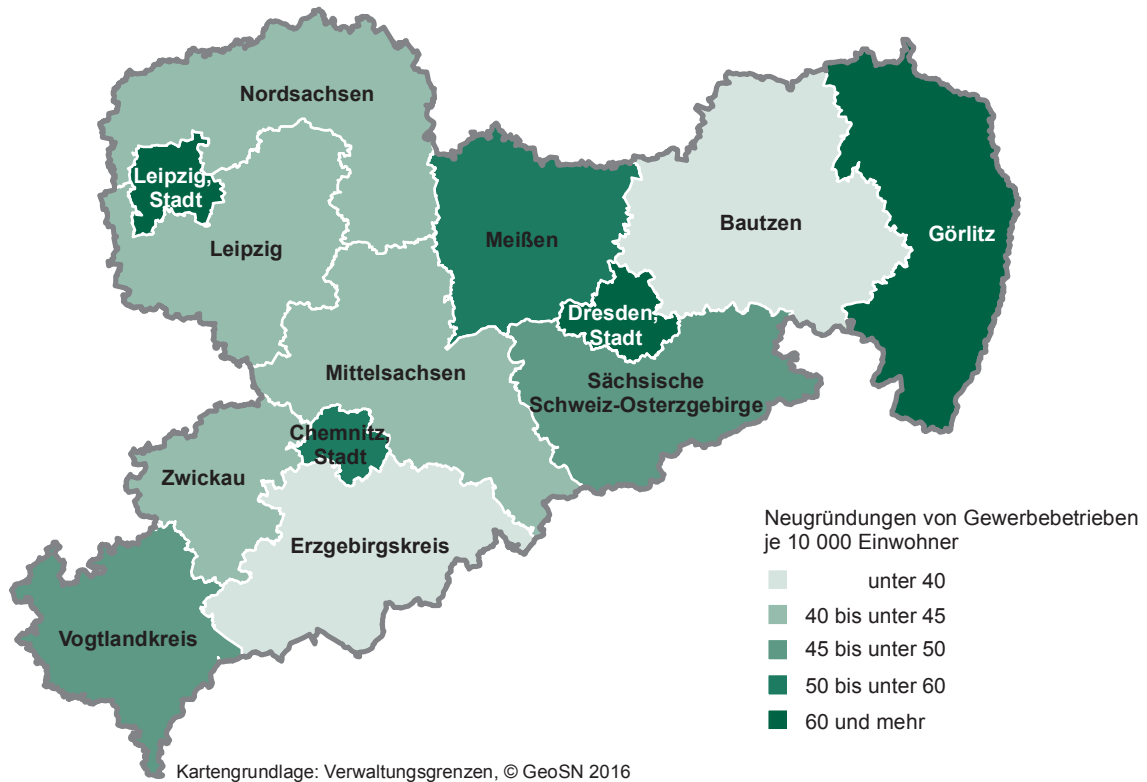 Nordsachsen
Leipzig,
Stadt
Leipzig
Meißen
Bautzen
Görlitz
Dresden,
Stadt
Mittelsachsen
Sächsische
Schweiz-Osterzgebirge
Chemnitz,
Stadt
Zwickau
Erzgebirgskreis
Vogtlandkreis
Neugründungen von Gewerbebetrieben
je 10 000 Einwohner
unter 40
40 bis unter 45
45 bis unter 50
50 bis unter 60
60 und mehr
Kartengrundlage: Verwaltungsgrenzen, © GeoSN 2016